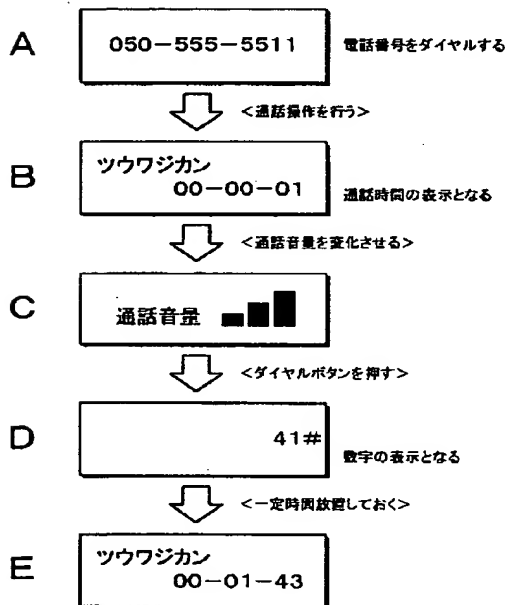 A
050-555-5511
電話番号をダイヤルする
<通話操作を行う>
B
ツウワジカン
00-00-01
通話時間の表示となる
<通話音量を変化させる>
C
通話音量
<ダイヤルボタンを押す>
D
41#
数字の表示となる
<一定時間放置しておく>
E
ツウワジカン
00-01-43